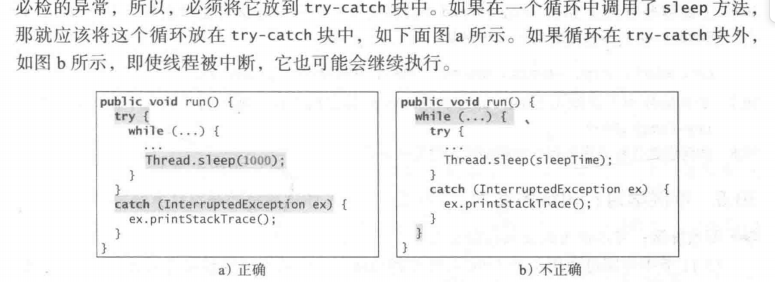 必检的异常，所以，必须将它放到 try-catch 块中。如果在一个循环中调用了 sleep 方法，
那就应该将这个循环放在 try-catch 块中，如下面图 a 所示。如果循环在 try-catch 块外，
如图 b 所示，即使线程被中断，它也可能会继续执行。
public void run() {
try {
while (...) {
...
Thread.sleep(1000);
}
}
catch (InterruptedException ex) {
ex.printStackTrace();
}
}
a) 正确
public void run() {
while (...) {
try {
...
Thread.sleep(sleepTime);
}
catch (InterruptedException ex) {
ex.printStackTrace();
}
}
}
b) 不正确